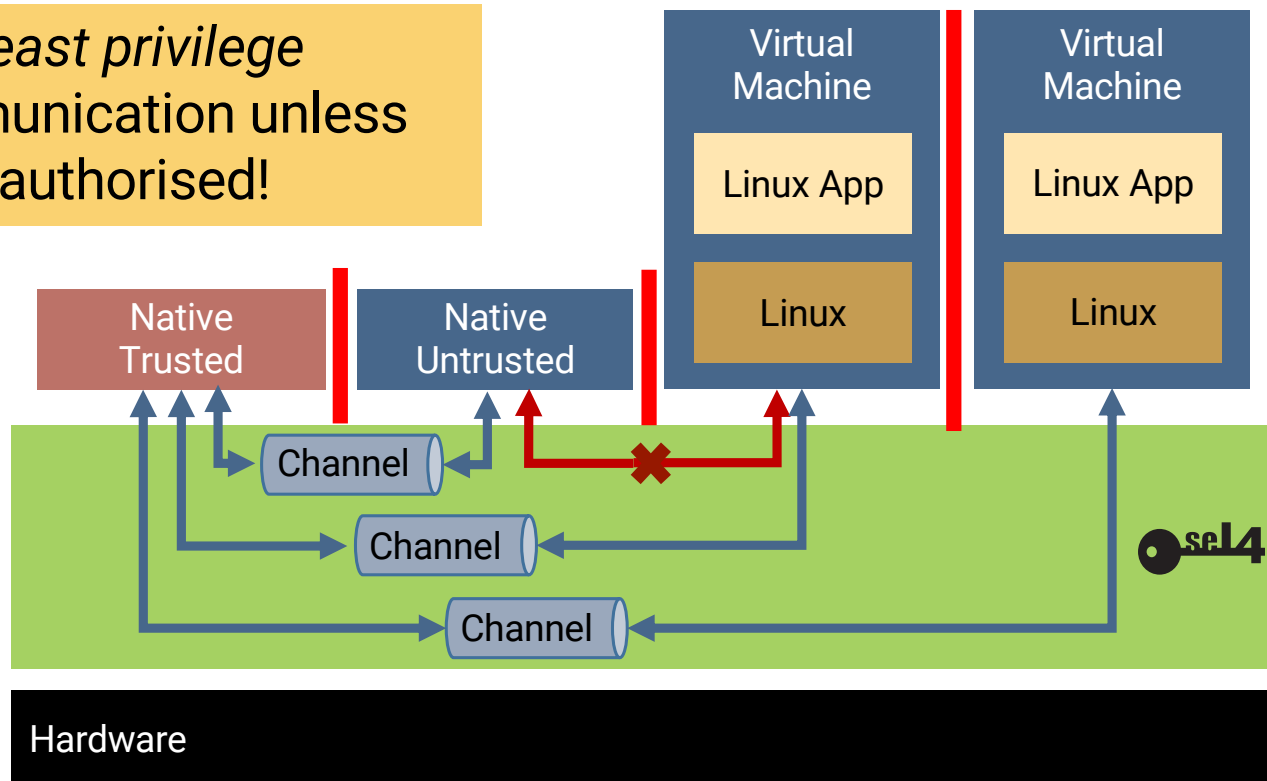 east privilege
unication unless
authorised!
Virtual
Machine
Linux App
Linux
Virtual
Machine
Linux App
Linux
Native
Trusted
Native
Untrusted
Channel
Channel
Channel
seL4
Hardware